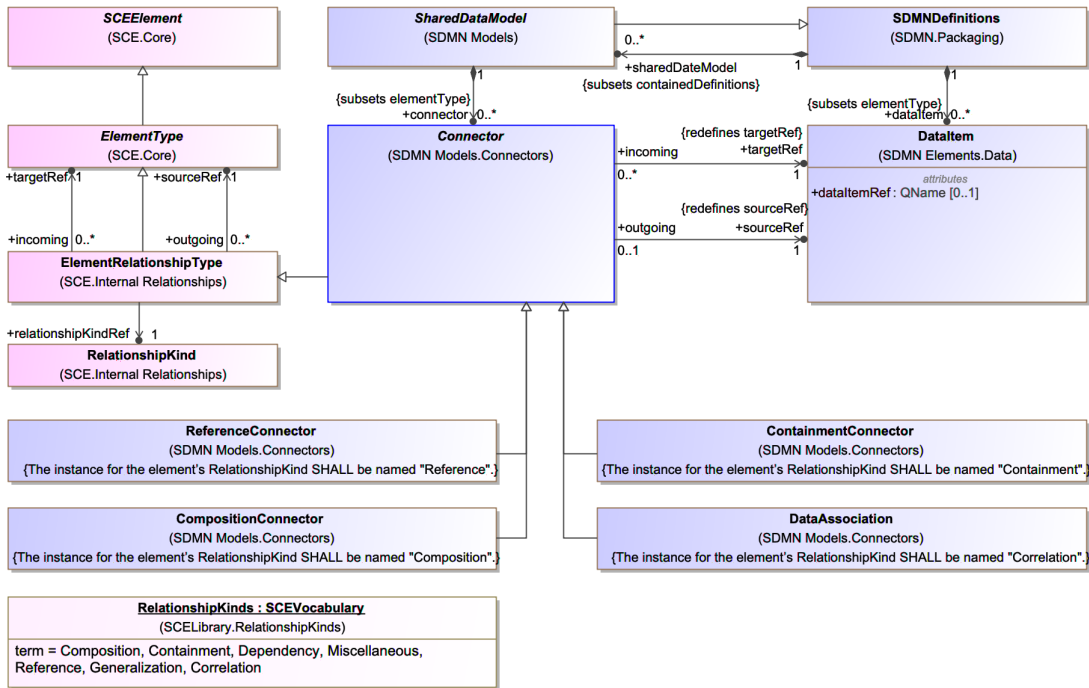 SCEElement
(SCE.Core)
SharedDataModel
(SDMN Models)
SDMNDefinitions
(SDMN.Packaging)
0..*
+sharedDateModel
1
{subsets containedDefinitions}
1
{subsets elementType}
+connector
0..*
1
{subsets elementType}
+dataItem
0..*
ElementType
(SCE.Core)
+targetRef
1
+sourceRef
1
+incoming
0..*
+outgoing
0..*
ElementRelationshipType
(SCE.Internal Relationships)
+relationshipKindRef
1
RelationshipKind
(SCE.Internal Relationships)
Connector
(SDMN Models.Connectors)
{redefines targetRef}
+incoming
+targetRef
0..*
1
{redefines sourceRef}
+outgoing
+sourceRef
0..1
1
DataItem
(SDMN Elements.Data)
attributes
+dataItemRef : QName [0..1]
ReferenceConnector
(SDMN Models.Connectors)
{The instance for the element's RelationshipKind SHALL be named "Reference".}
ContainmentConnector
(SDMN Models.Connectors)
{The instance for the element's RelationshipKind SHALL be named "Containment".}
CompositionConnector
(SDMN Models.Connectors)
{The instance for the element's RelationshipKind SHALL be named "Composition".}
DataAssociation
(SDMN Models.Connectors)
{The instance for the element's RelationshipKind SHALL be named "Correlation".}
RelationshipKinds : SCEVocabulary
(SCELibrary.RelationshipKinds)
term = Composition, Containment, Dependency, Miscellaneous,
Reference, Generalization, Correlation